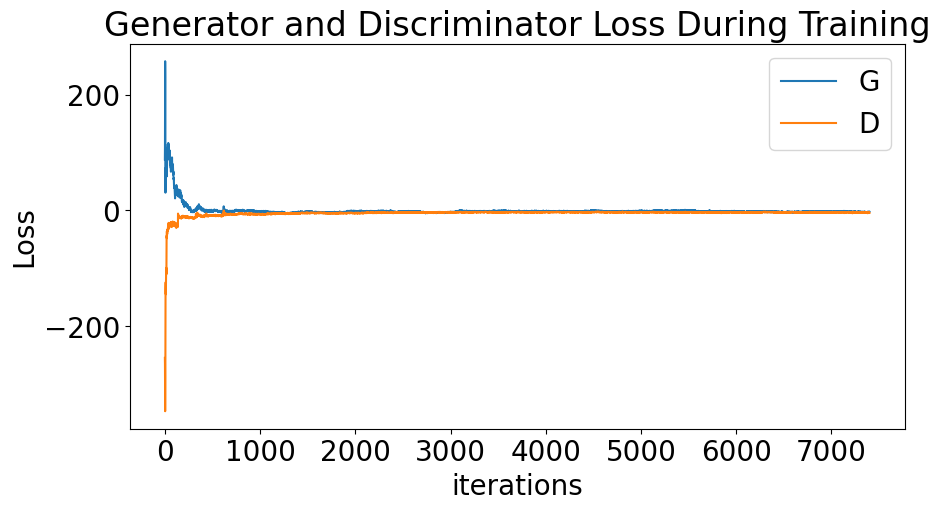 Generator and Discriminator Loss During Training
G
D
200
0
−200
Loss
0 1000 2000 3000 4000 5000 6000 7000
iterations